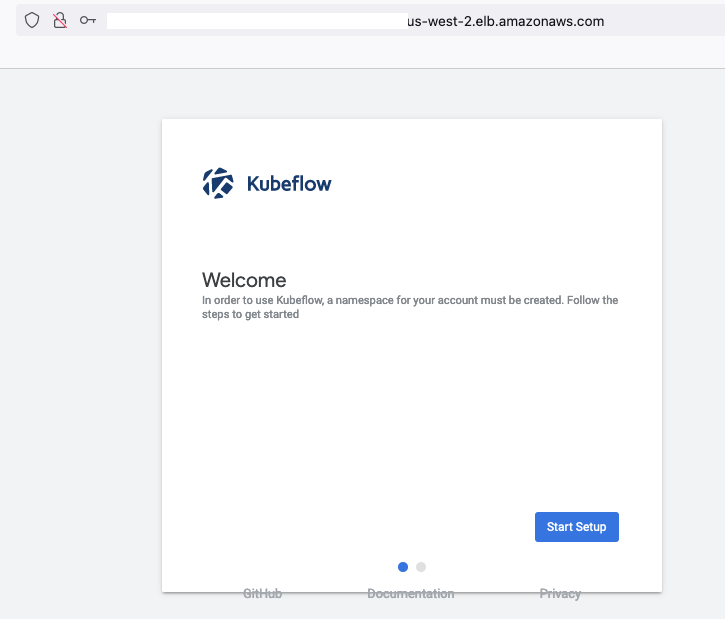 us-west-2.elb.amazonaws.com
Kubeflow
Welcome
In order to use Kubeflow, a namespace for your account must be created. Follow the
steps to get started
Start Setup
GitHub Documentation Privacy